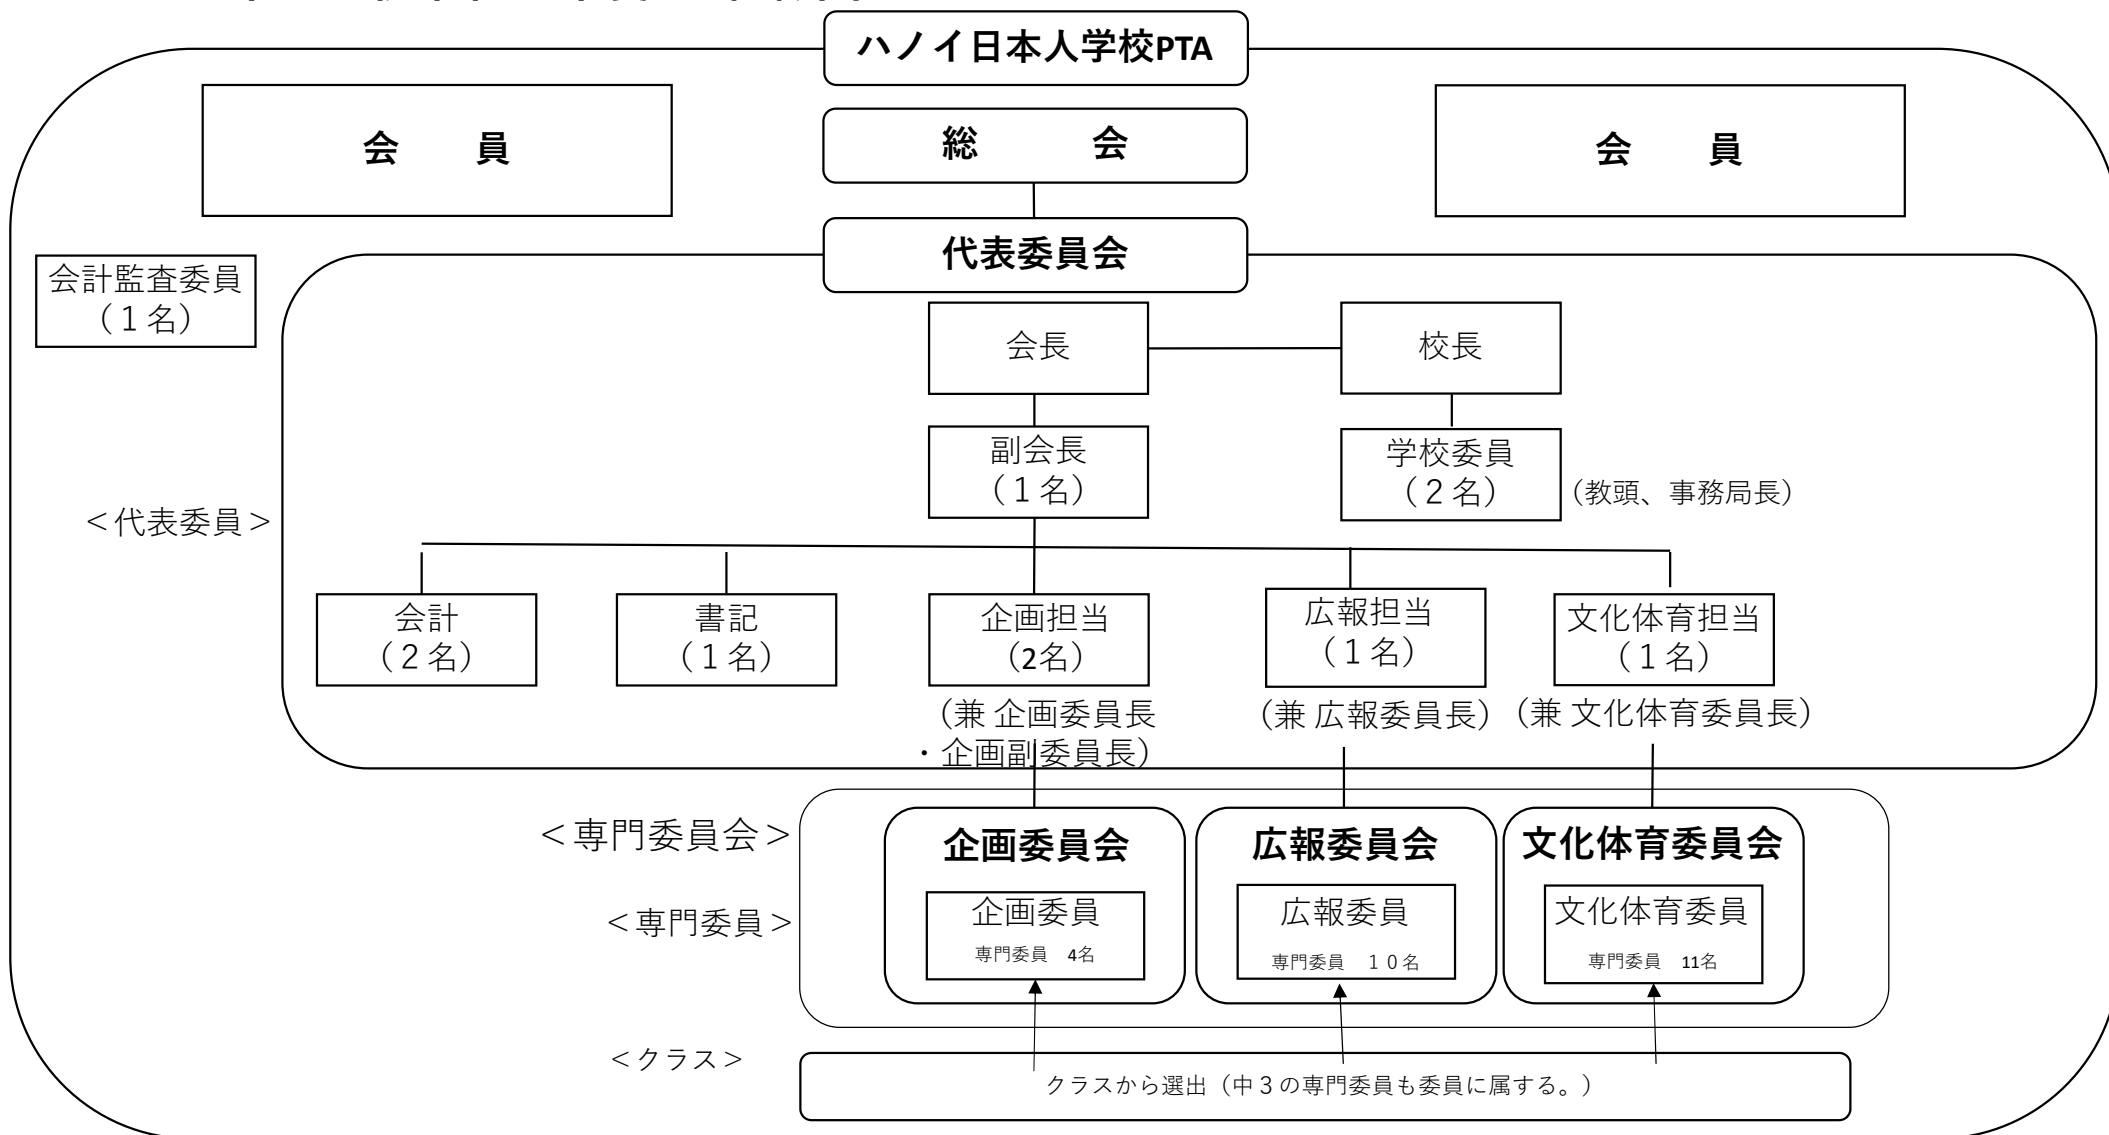 ハノイ日本人学校PTA
会　　員
総　　　会
会　　員
代表委員会
会計監査委員
（１名）
会長
校長
副会長
（１名）
学校委員
（２名）
（教頭、事務局長）
＜代表委員＞
会計
（２名）
書記
（１名）
企画担当
（2名）
広報担当
（１名）
文化体育担当
（１名）
（兼 企画委員長
・企画副委員長）
（兼 広報委員長）
（兼 文化体育委員長）
＜専門委員会＞
企画委員会
広報委員会
文化体育委員会
＜専門委員＞
企画委員
専門委員　4名
広報委員
専門委員　１０名
文化体育委員
専門委員　11名
＜クラス＞
クラスから選出（中３の専門委員も委員に属する。）